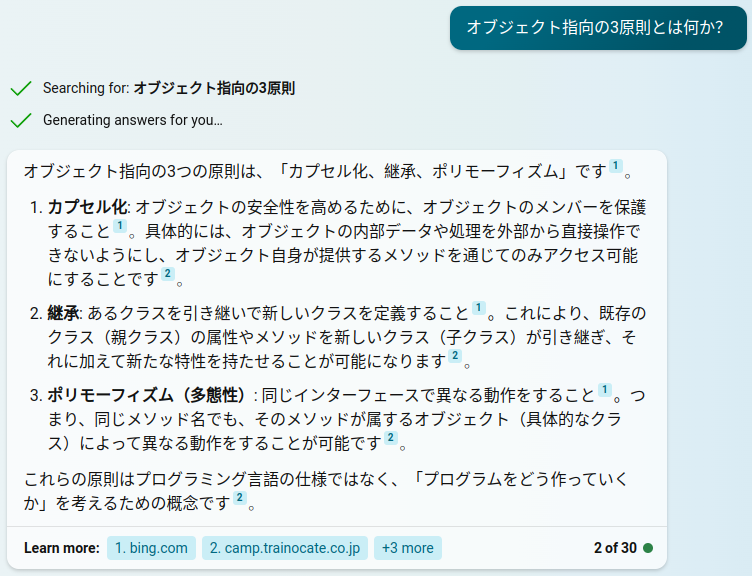 オブジェクト指向の3原則とは何か?
Searching for: オブジェクト指向の3原則
Generating answers for you…
オブジェクト指向の3つの原則は、「カプセル化、継承、ポリモーフィズム」です 1 。
1. カプセル化: オブジェクトの安全性を高めるために、オブジェクトのメンバーを保護
すること 1 。具体的には、オブジェクトの内部データや処理を外部から直接操作で
きないようにし、オブジェクト自身が提供するメソッドを通じてのみアクセス可能
にすることです 2 。
2. 継承: あるクラスを引き継いで新しいクラスを定義すること 1 。これにより、既存の
クラス（親クラス）の属性やメソッドを新しいクラス（子クラス）が引き継ぎ、そ
れに加えて新たな特性を持たせることが可能になります 2 。
3. ポリモーフィズム（多態性）: 同じインターフェースで異なる動作をすること 1 。つ
まり、同じメソッド名でも、そのメソッドが属するオブジェクト（具体的なクラ
ス）によって異なる動作をすることが可能です 2 。
これらの原則はプログラミング言語の仕様ではなく、「プログラムをどう作っていく
か」を考えるための概念です 2 。
Learn more: 1. bing.com 2. camp.trainocate.co.jp +3 more 2 of 30